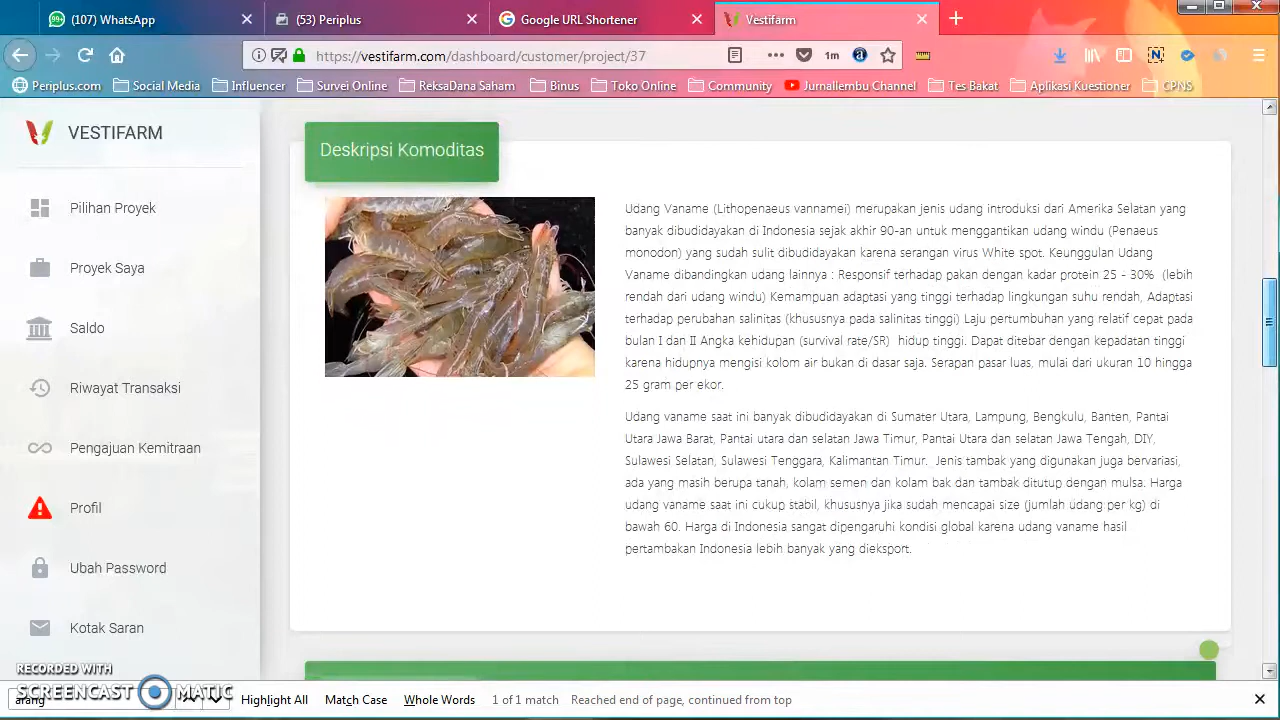 (107) WhatsApp
(53) Periplus
Google URL Shortener
Vestifarm
https://vestifarm.com/dashboard/customer/project/37
1m
Periplus.com
Social Media
Influencer
Survei Online
ReksaDana Saham
Binus
Toko Online
Community
Jurnallembu Channel
Tes Bakat
Aplikasi Kuestioner
CPNS
VESTIFARM
Pilihan Proyek
Proyek Saya
Saldo
Riwayat Transaksi
Pengajuan Kemitraan
Profil
Ubah Password
Kotak Saran
Deskripsi Komoditas
Udang Vaname (Lithopenaeus vannamei) merupakan jenis udang introduksi dari Amerika Selatan yang
banyak dibudidayakan di Indonesia sejak akhir 90-an untuk menggantikan udang windu (Penaeus
monodon) yang sudah sulit dibudidayakan karena serangan virus White spot. Keunggulan Udang
Vaname dibandingkan udang lainnya : Responsif terhadap pakan dengan kadar protein 25 - 30% (lebih
rendah dari udang windu) Kemampuan adaptasi yang tinggi terhadap lingkungan suhu rendah, Adaptasi
terhadap perubahan salinitas (khususnya pada salinitas tinggi) Laju pertumbuhan yang relatif cepat pada
bulan I dan II Angka kehidupan (survival rate/SR) hidup tinggi. Dapat ditebar dengan kepadatan tinggi
karena hidupnya mengisi kolom air bukan di dasar saja. Serapan pasar luas, mulai dari ukuran 10 hingga
25 gram per ekor.
Udang vaname saat ini banyak dibudidayakan di Sumater Utara, Lampung, Bengkulu, Banten, Pantai
Utara Jawa Barat, Pantai utara dan selatan Jawa Timur, Pantai Utara dan selatan Jawa Tengah, DIY,
Sulawesi Selatan, Sulawesi Tenggara, Kalimantan Timur. Jenis tambak yang digunakan juga bervariasi,
ada yang masih berupa tanah, kolam semen dan kolam bak dan tambak ditutup dengan mulsa. Harga
udang vaname saat ini cukup stabil, khususnya jika sudah mencapai size (jumlah udang per kg) di
bawah 60. Harga di Indonesia sangat dipengaruhi kondisi global karena udang vaname hasil
pertambakan Indonesia lebih banyak yang dieksport.
RECORDED WITH
SCREENCAST MATIC
arang
Highlight All
Match Case
Whole Words
1 of 1 match
Reached end of page, continued from top